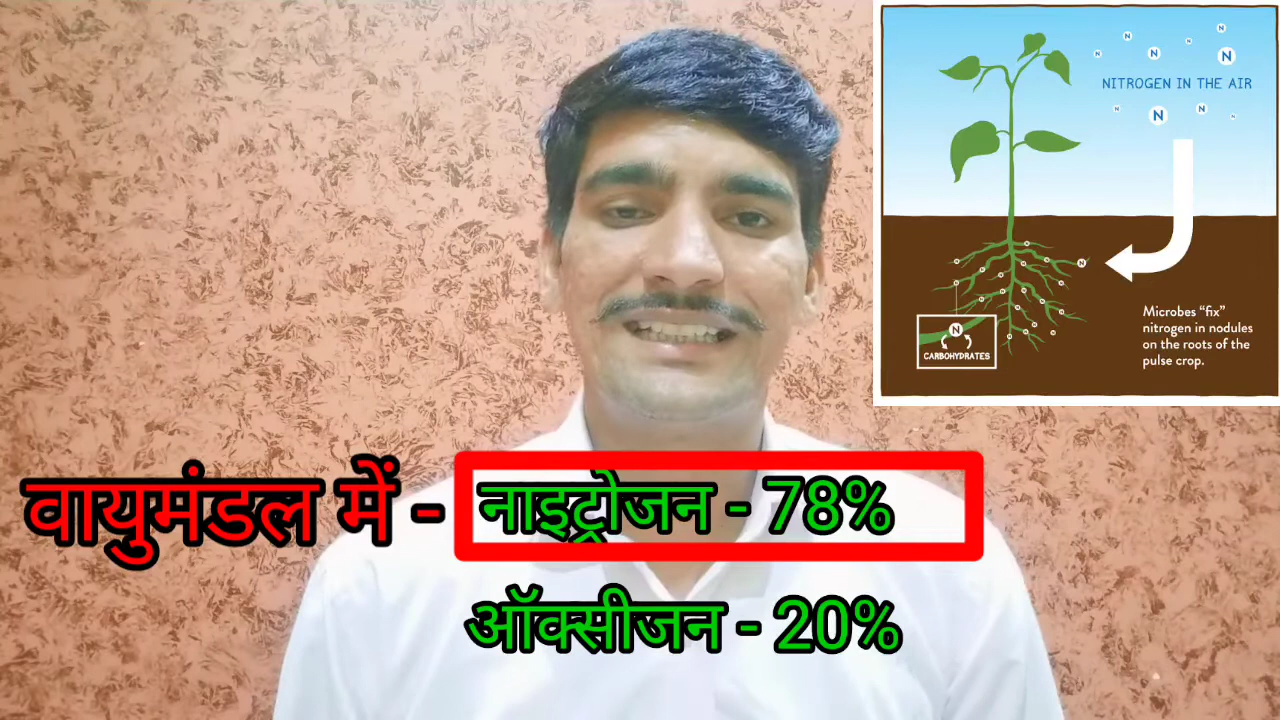 वायुमंडल में - नाइट्रोजन - 78%
ऑक्सीजन - 20%
NITROGEN IN THE AIR
N
N
N
N
N
N
N
Microbes “fix”
nitrogen in nodules
on the roots of the
pulse crop.
N
CARBOHYDRATES